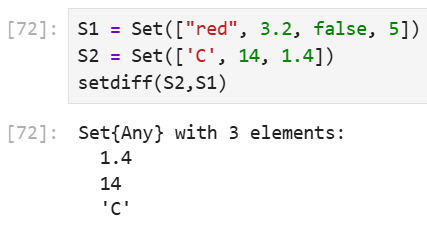 [72]: S1 = Set(["red", 3.2, false, 5])
S2 = Set(['C', 14, 1.4])
setdiff(S2,S1)
[72]: Set{Any} with 3 elements:
1.4
14
'C'